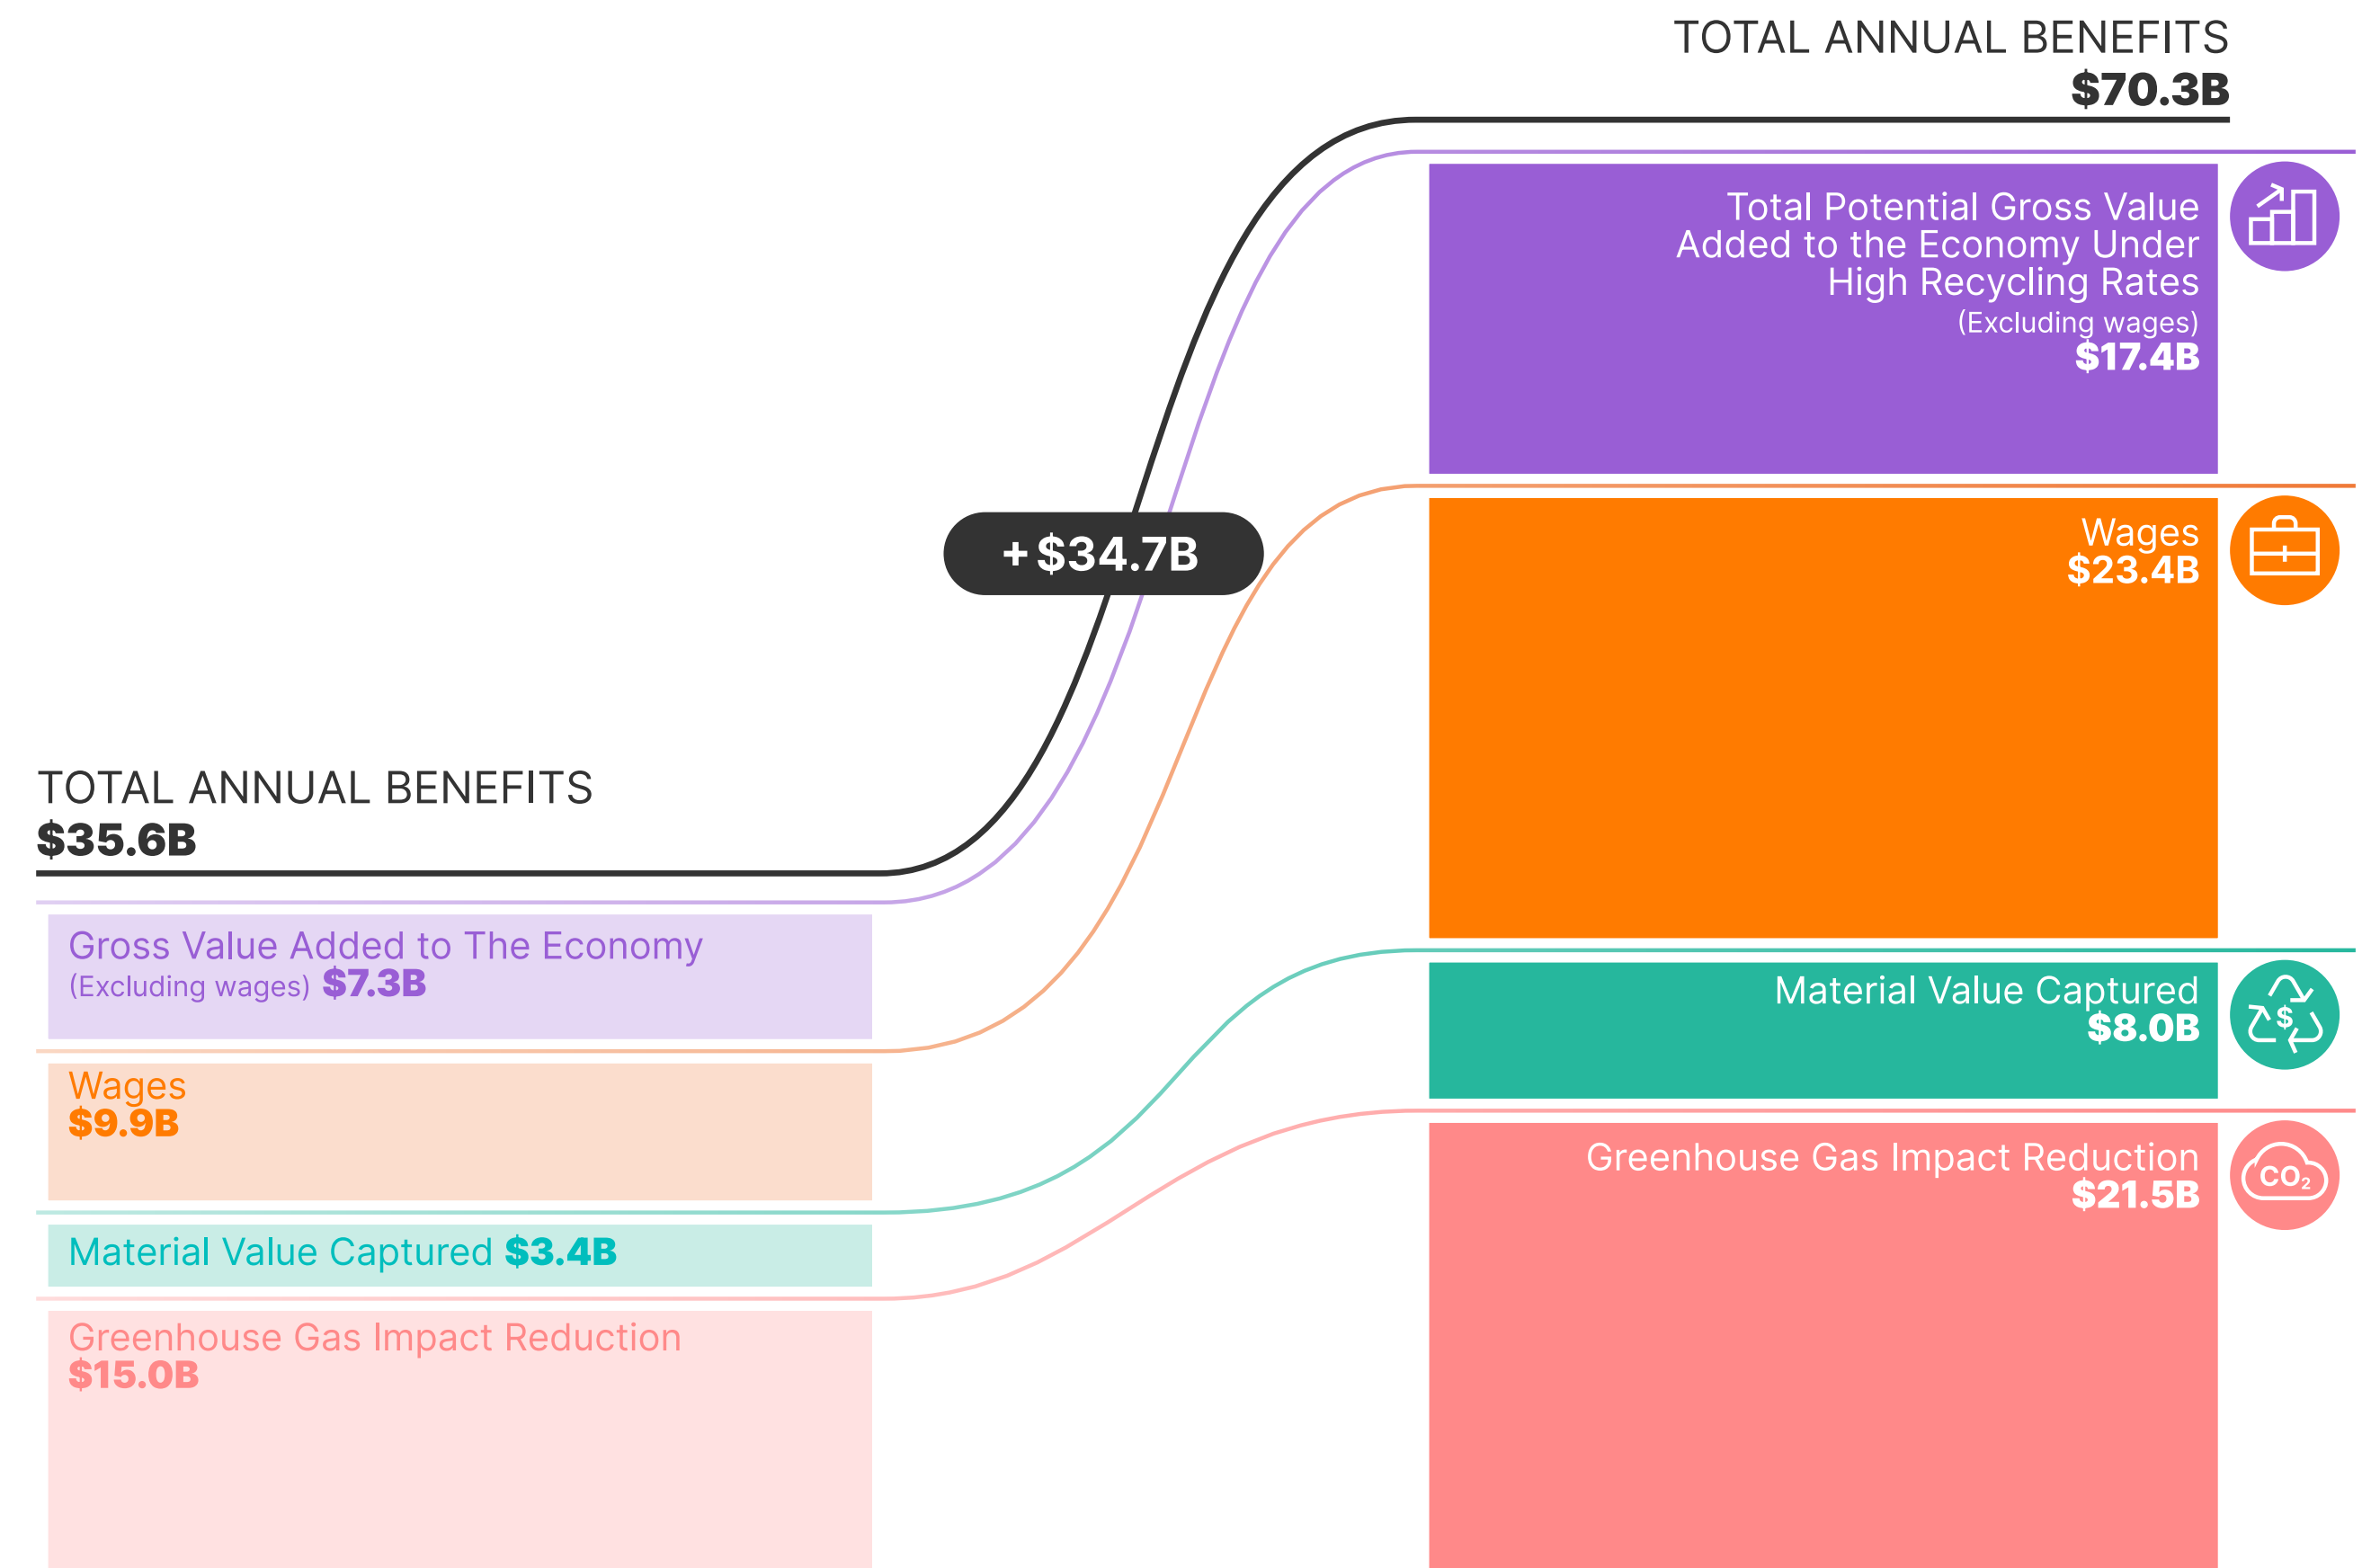 TOTAL ANNUAL BENEFITS
$70.3B
Total Potential Gross Value
Added to the Economy Under
High Recycling Rates
(Excluding wages)
$17.4B
Wages
$23.4B
+$34.7B
TOTAL ANNUAL BENEFITS
$35.6B
Gross Value Added to The Economy
(Excluding wages) $7.3B
Wages
$9.9B
Material Value Captured $3.4B
Greenhouse Gas Impact Reduction
$15.0B
Material Value Captured
$8.0B
$
Greenhouse Gas Impact Reduction
$21.5B
CO2